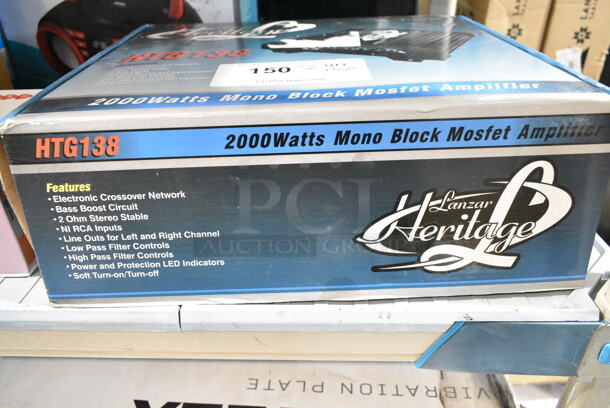 LANZ
HTG138
150
2000Watts Mono Block Mosfet Amplifier
HTG138
2000Watts Mono Block Mosfet Amplifier
Features
• Electronic Crossover Network
• Bass Boost Circuit
• 2 Ohm Stereo Stable
• NI RCA Inputs
• Line Outs for Left and Right Channel
• Low Pass Filter Controls
• High Pass Filter Controls
• Power and Protection LED Indicators
• Soft Turn-on/Turn-off
Lanzar
Heritage
PCI
AUCTION GROUP
VIBRATION PLATE